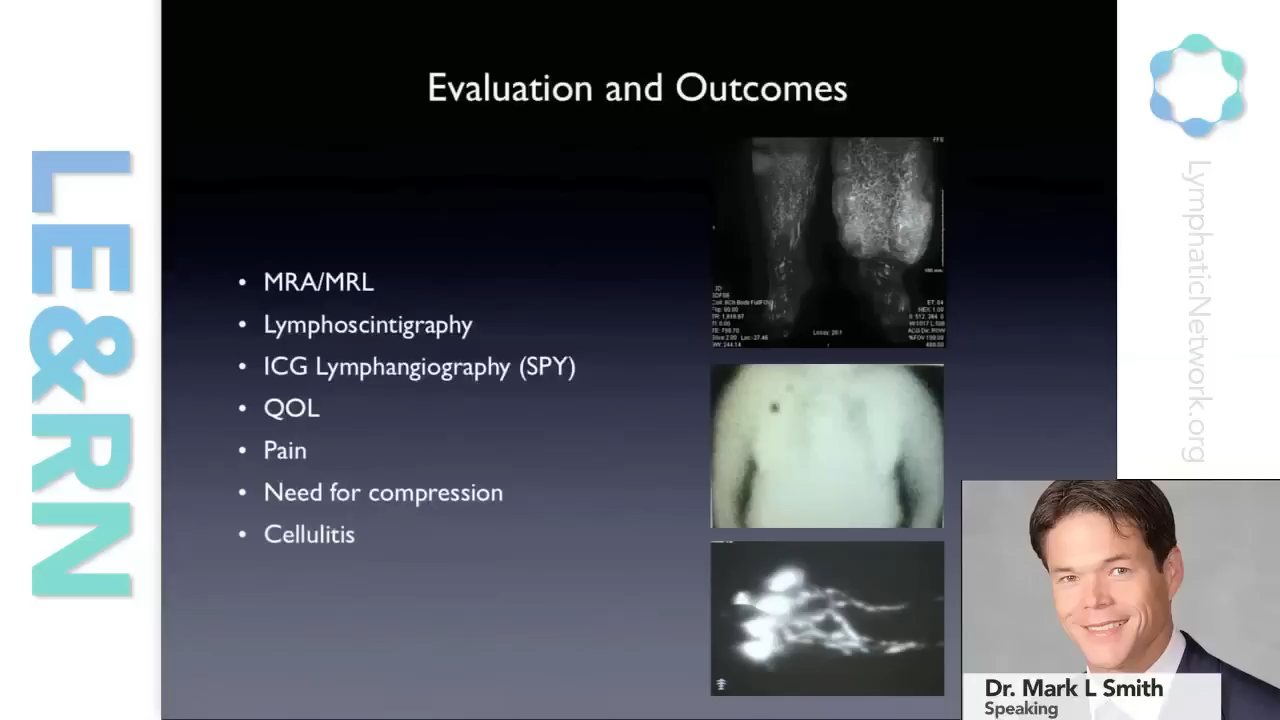 Evaluation and Outcomes
• MRA/MRL
• Lymphoscintigraphy
• ICG Lymphangiography (SPY)
• QOL
• Pain
• Need for compression
• Cellulitis
LE&RN
LymphaticNetwork.org
Dr. Mark L Smith
Speaking